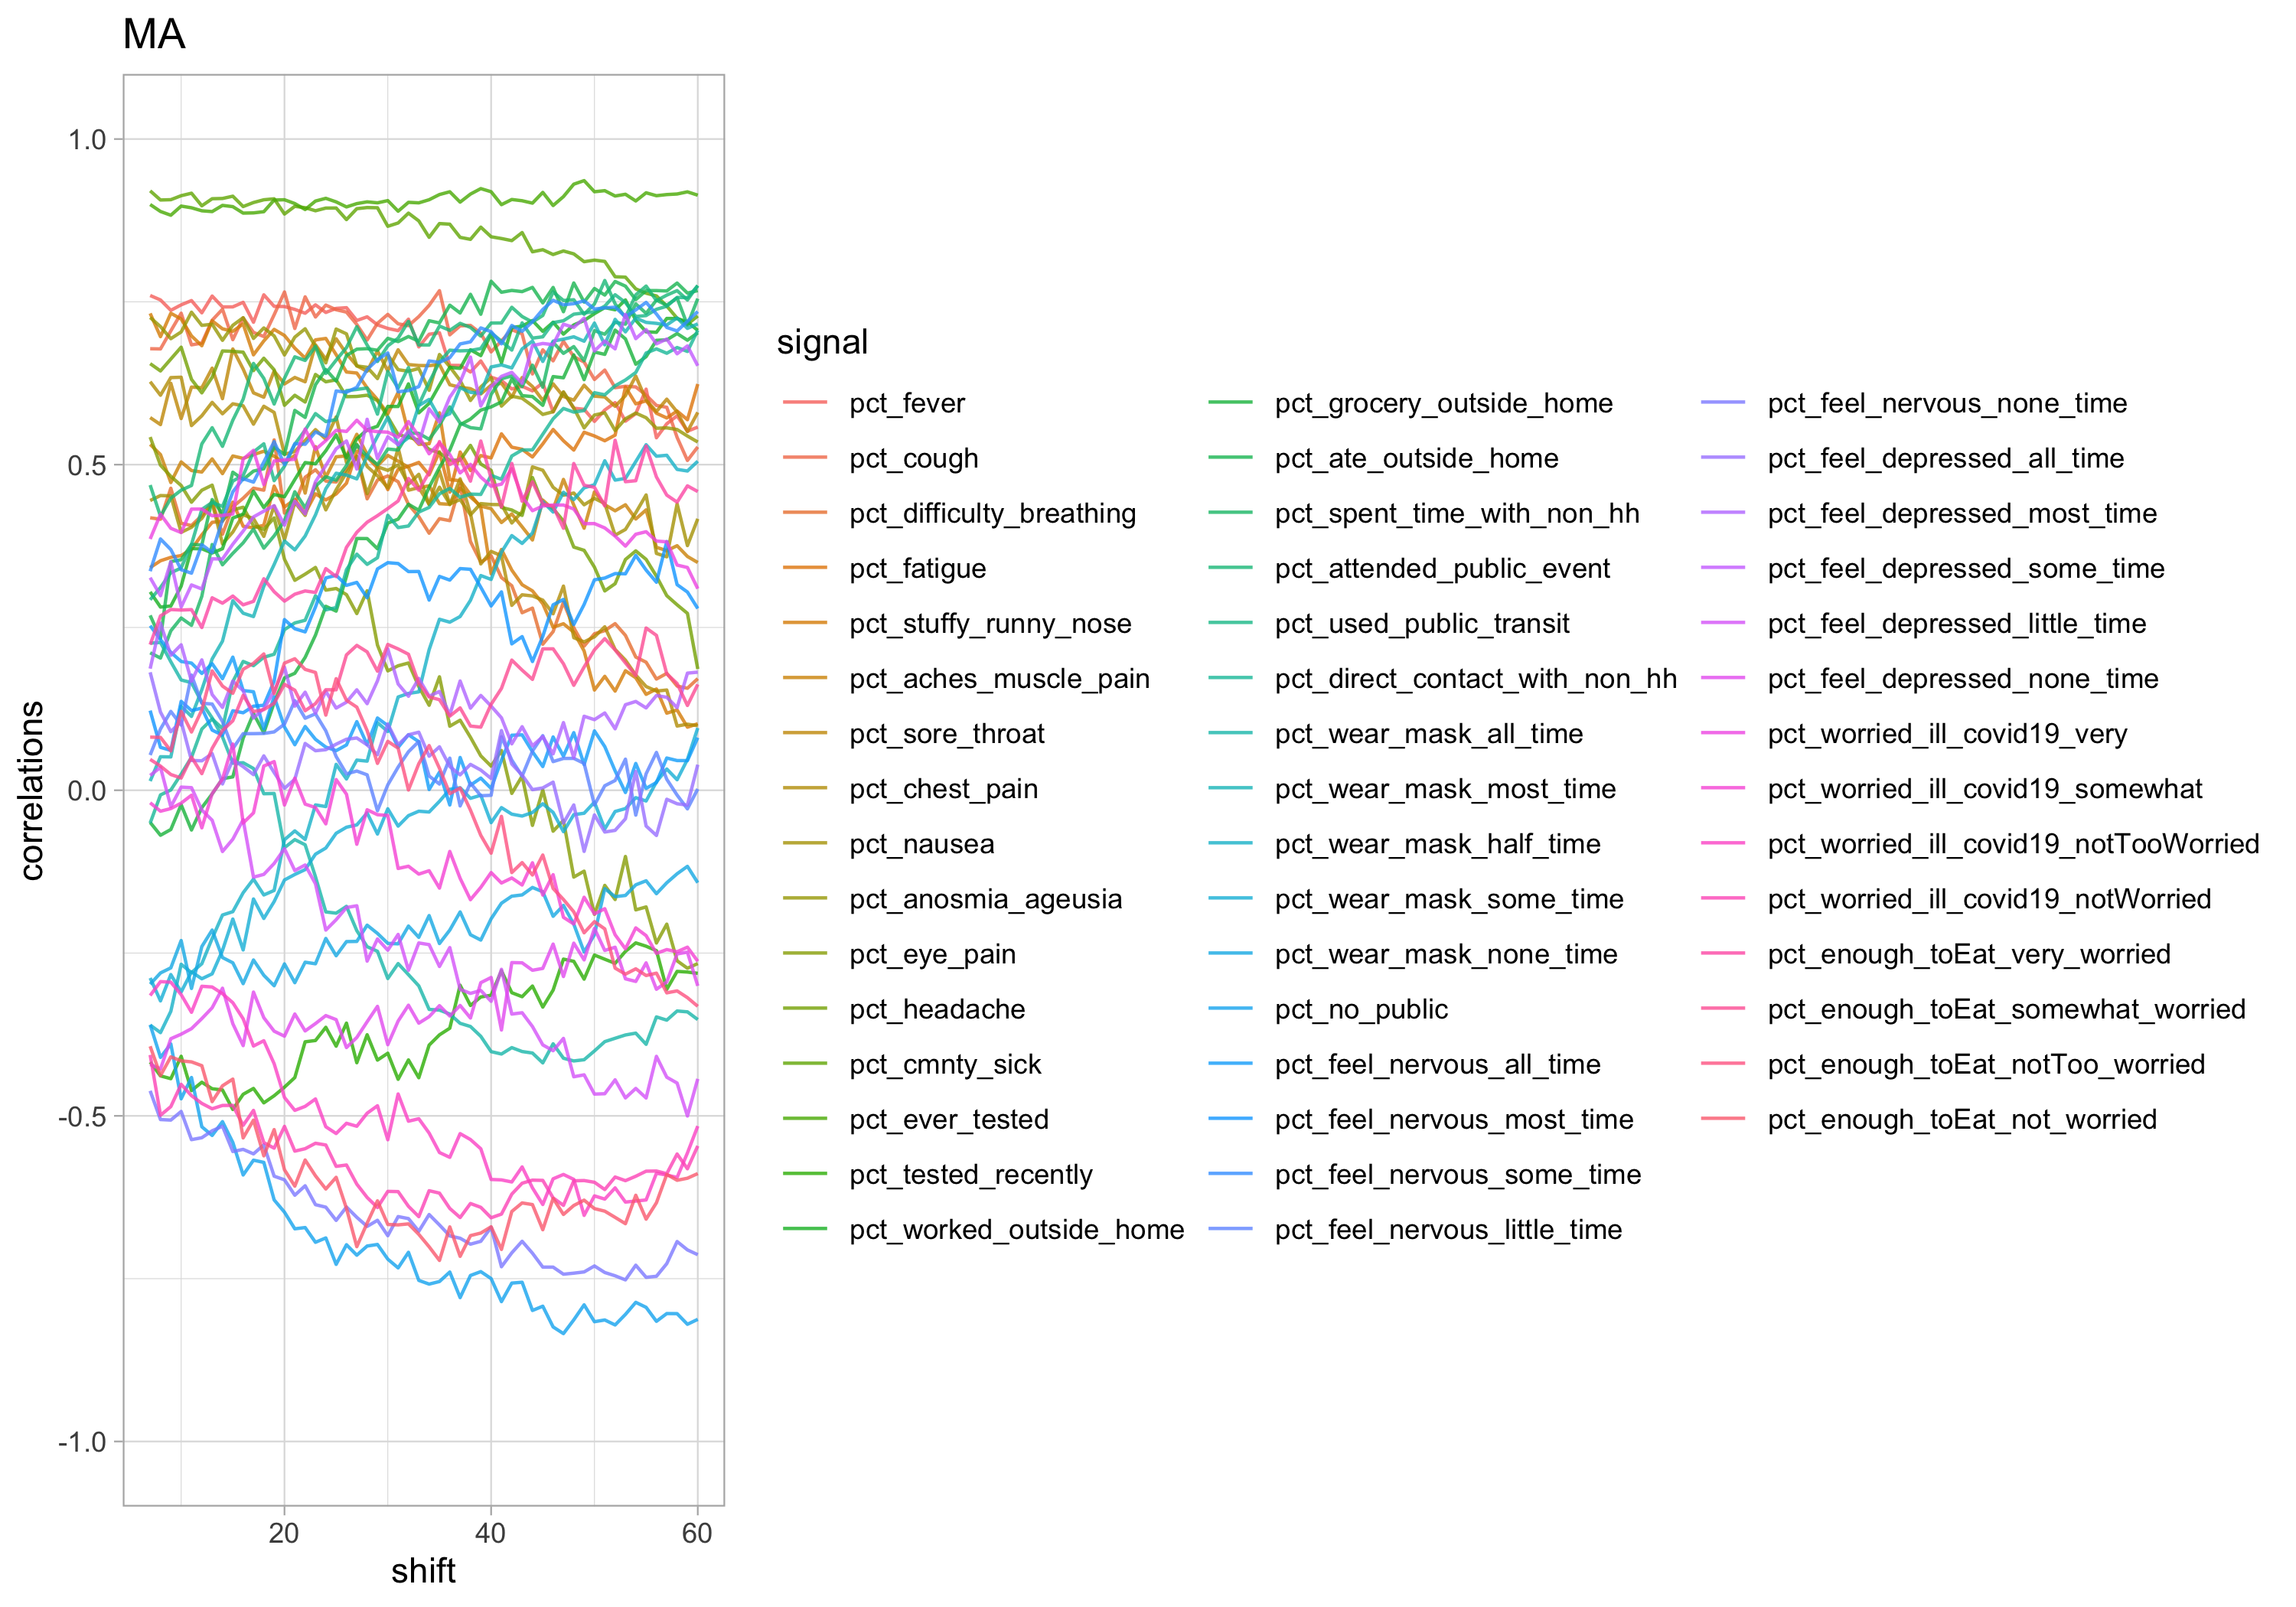 MA
1.0
0.5
0.0
-0.5
-1.0
correlations
20
40
60
shift
signal
pct_fever
pct_cough
pct_difficulty_breathing
pct_fatigue
pct_stuffy_runny_nose
pct_aches_muscle_pain
pct_sore_throat
pct_chest_pain
pct_nausea
pct_anosmia_ageusia
pct_eye_pain
pct_headache
pct_cmnty_sick
pct_ever_tested
pct_tested_recently
pct_worked_outside_home
pct_grocery_outside_home
pct_ate_outside_home
pct_spent_time_with_non_hh
pct_attended_public_event
pct_used_public_transit
pct_direct_contact_with_non_hh
pct_wear_mask_all_time
pct_wear_mask_most_time
pct_wear_mask_half_time
pct_wear_mask_some_time
pct_wear_mask_none_time
pct_no_public
pct_feel_nervous_all_time
pct_feel_nervous_most_time
pct_feel_nervous_some_time
pct_feel_nervous_little_time
pct_feel_nervous_none_time
pct_feel_depressed_all_time
pct_feel_depressed_most_time
pct_feel_depressed_some_time
pct_feel_depressed_little_time
pct_feel_depressed_none_time
pct_worried_ill_covid19_very
pct_worried_ill_covid19_somewhat
pct_worried_ill_covid19_notTooWorried
pct_worried_ill_covid19_notWorried
pct_enough_toEat_very_worried
pct_enough_toEat_somewhat_worried
pct_enough_toEat_notToo_worried
pct_enough_toEat_not_worried